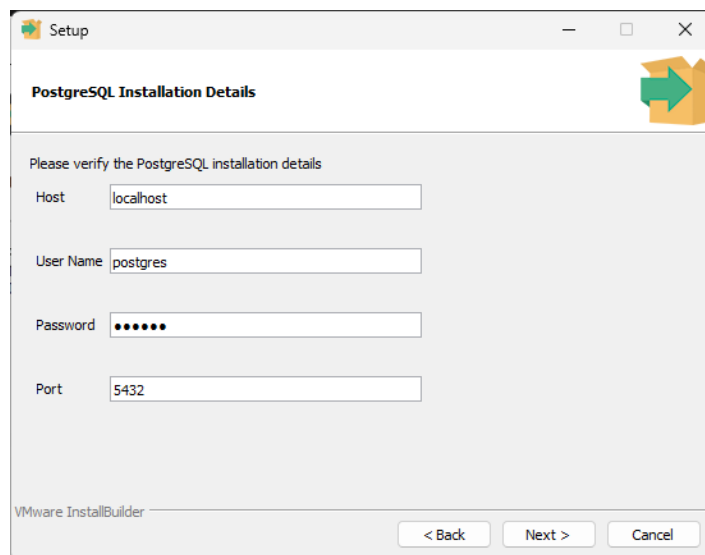 Setup
PostgreSQL Installation Details
Please verify the PostgreSQL installation details
Host localhost
User Name postgres
Password ••••••
Port 5432
VMware InstallBuilder
< Back Next > Cancel